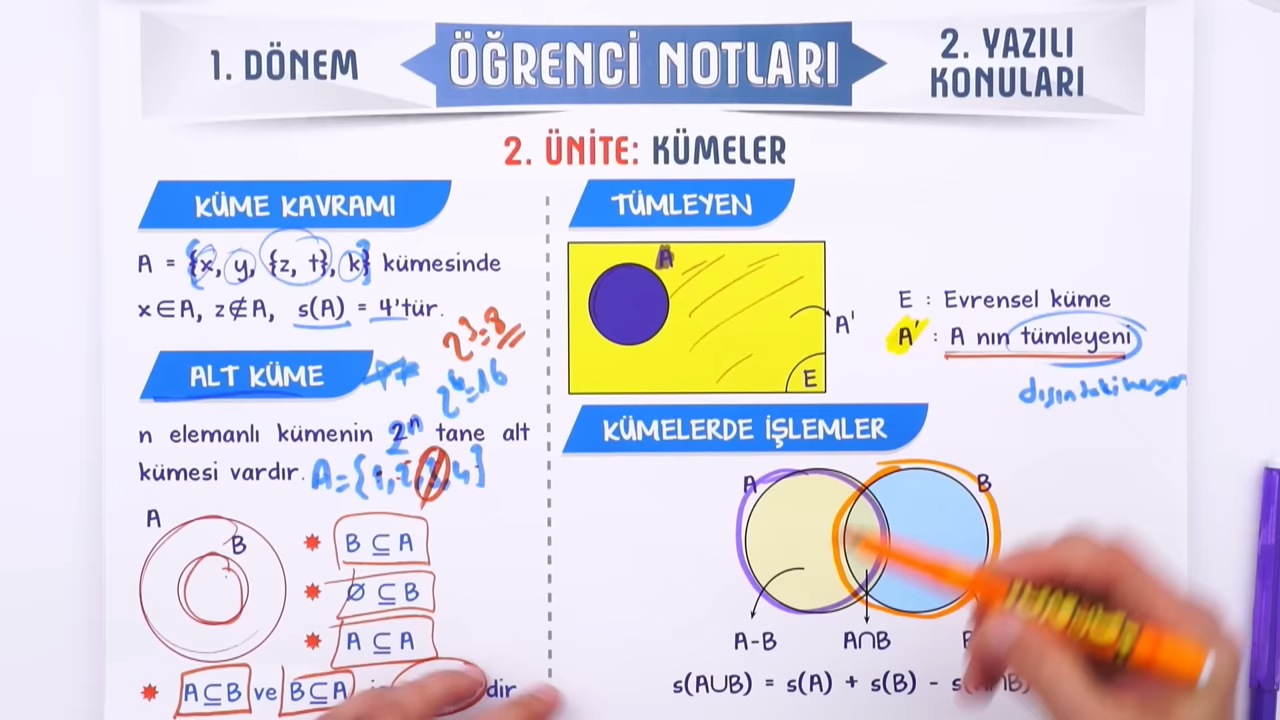 1. DÖNEM
ÖĞRENCİ NOTLARI
2. YAZILI
KONULARI
2. ÜNİTE: KÜMELER
KÜME KAVRAMI
A = {x, y, {z, t}, k} kümesinde
x∈A, z∉A, s(A) = 4'tür.
2³=8
ALT KÜME
2⁴=16
n elemanlı kümenin 2ⁿ tane alt
kümesi vardır.
A
B
B ⊆ A
∅ ⊆ B
A ⊆ A
A⊆B ve B⊆A
dir
TÜMLEYEN
A
A'
E
E : Evrensel küme
A' : A nın tümleyeni
KÜMELERDE İŞLEMLER
A
B
A-B
A∩B
s(A∪B) = s(A) + s(B) -